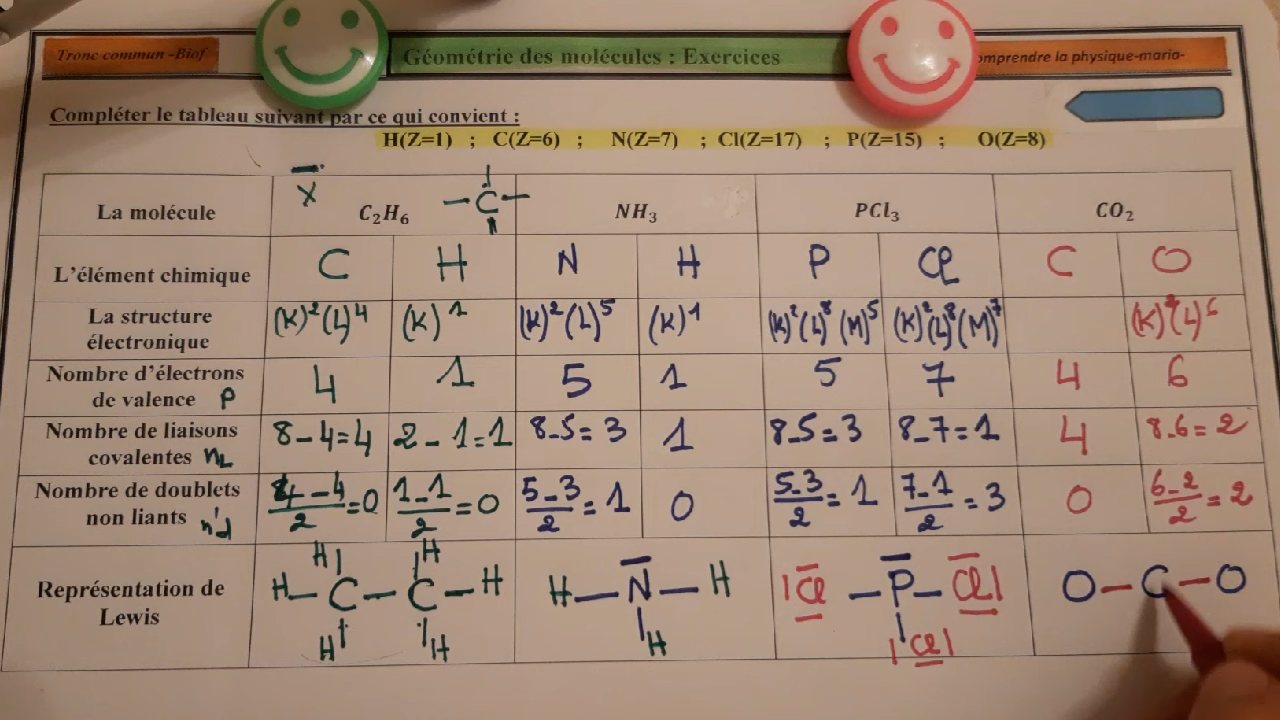 Tronc commun -Biof
Géométrie des molécules : Exercices
omprendre la physique-maria-
Compléter le tableau suivant par ce qui convient :
H(Z=1) ; C(Z=6) ; N(Z=7) ; Cl(Z=17) ; P(Z=15) ; O(Z=8)
X
C
La molécule C₂H₆ NH₃ PCl₃ CO₂
L'élément chimique C H N H P Cl C O
La structure électronique (K)²(L)⁴ (K)¹ (K)²(L)⁵ (K)¹ (K)²(L)⁸(M)⁵ (K)²(L)⁸(M)⁷ (K)²(L)⁶
Nombre d'électrons
de valence P 4 1 5 1 5 7 4 6
Nombre de liaisons
covalentes nL 8-4=4 2-1=1 8-5=3 1 8-5=3 8-7=1 4 8-6=2
Nombre de doublets
non liants n'd (4-4)/2=0 (1-1)/2=0 (5-3)/2=1 0 (5-3)/2=1 (7-1)/2=3 0 (6-2)/2=2
Représentation de
Lewis
H H
H-C-C-H
H H
H-N-H
H
Cl-P-Cl
Cl
O-C-O